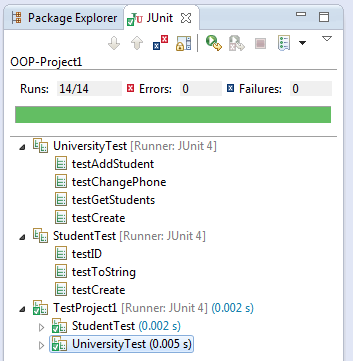 Package Explorer JUnit
OOP-Project1
Runs: 14/14 Errors: 0 Failures: 0
UniversityTest [Runner: JUnit 4]
testAddStudent
testChangePhone
testGetStudents
testCreate
StudentTest [Runner: JUnit 4]
testID
testToString
testCreate
TestProject1 [Runner: JUnit 4] (0.002 s)
StudentTest (0.002 s)
UniversityTest (0.005 s)